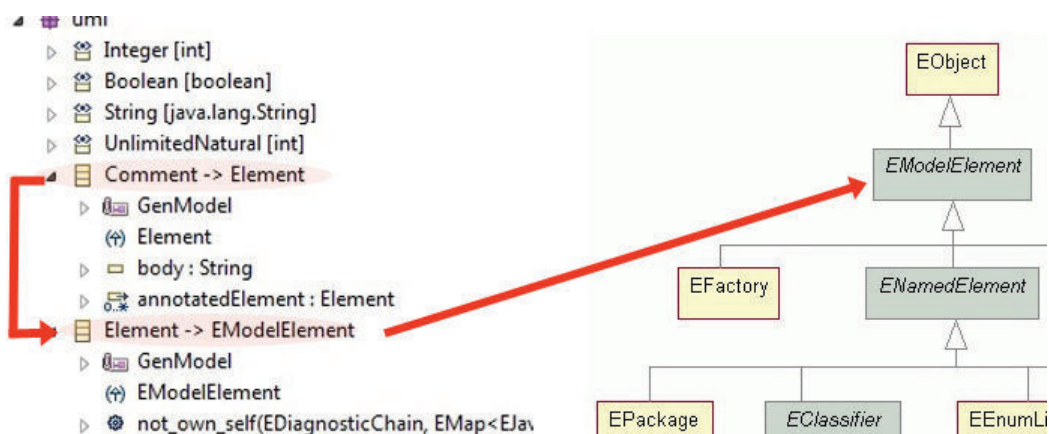 uml
Integer [int]
Boolean [boolean]
String [java.lang.String]
UnlimitedNatural [int]
Comment -> Element
GenModel
Element
body : String
0..*
annotatedElement : Element
Element -> EModelElement
GenModel
EModelElement
not_own_self(EDiagnosticChain, EMap<EJav
EObject
EModelElement
EFactory
ENamedElement
EPackage
EClassifier
EEnumLi